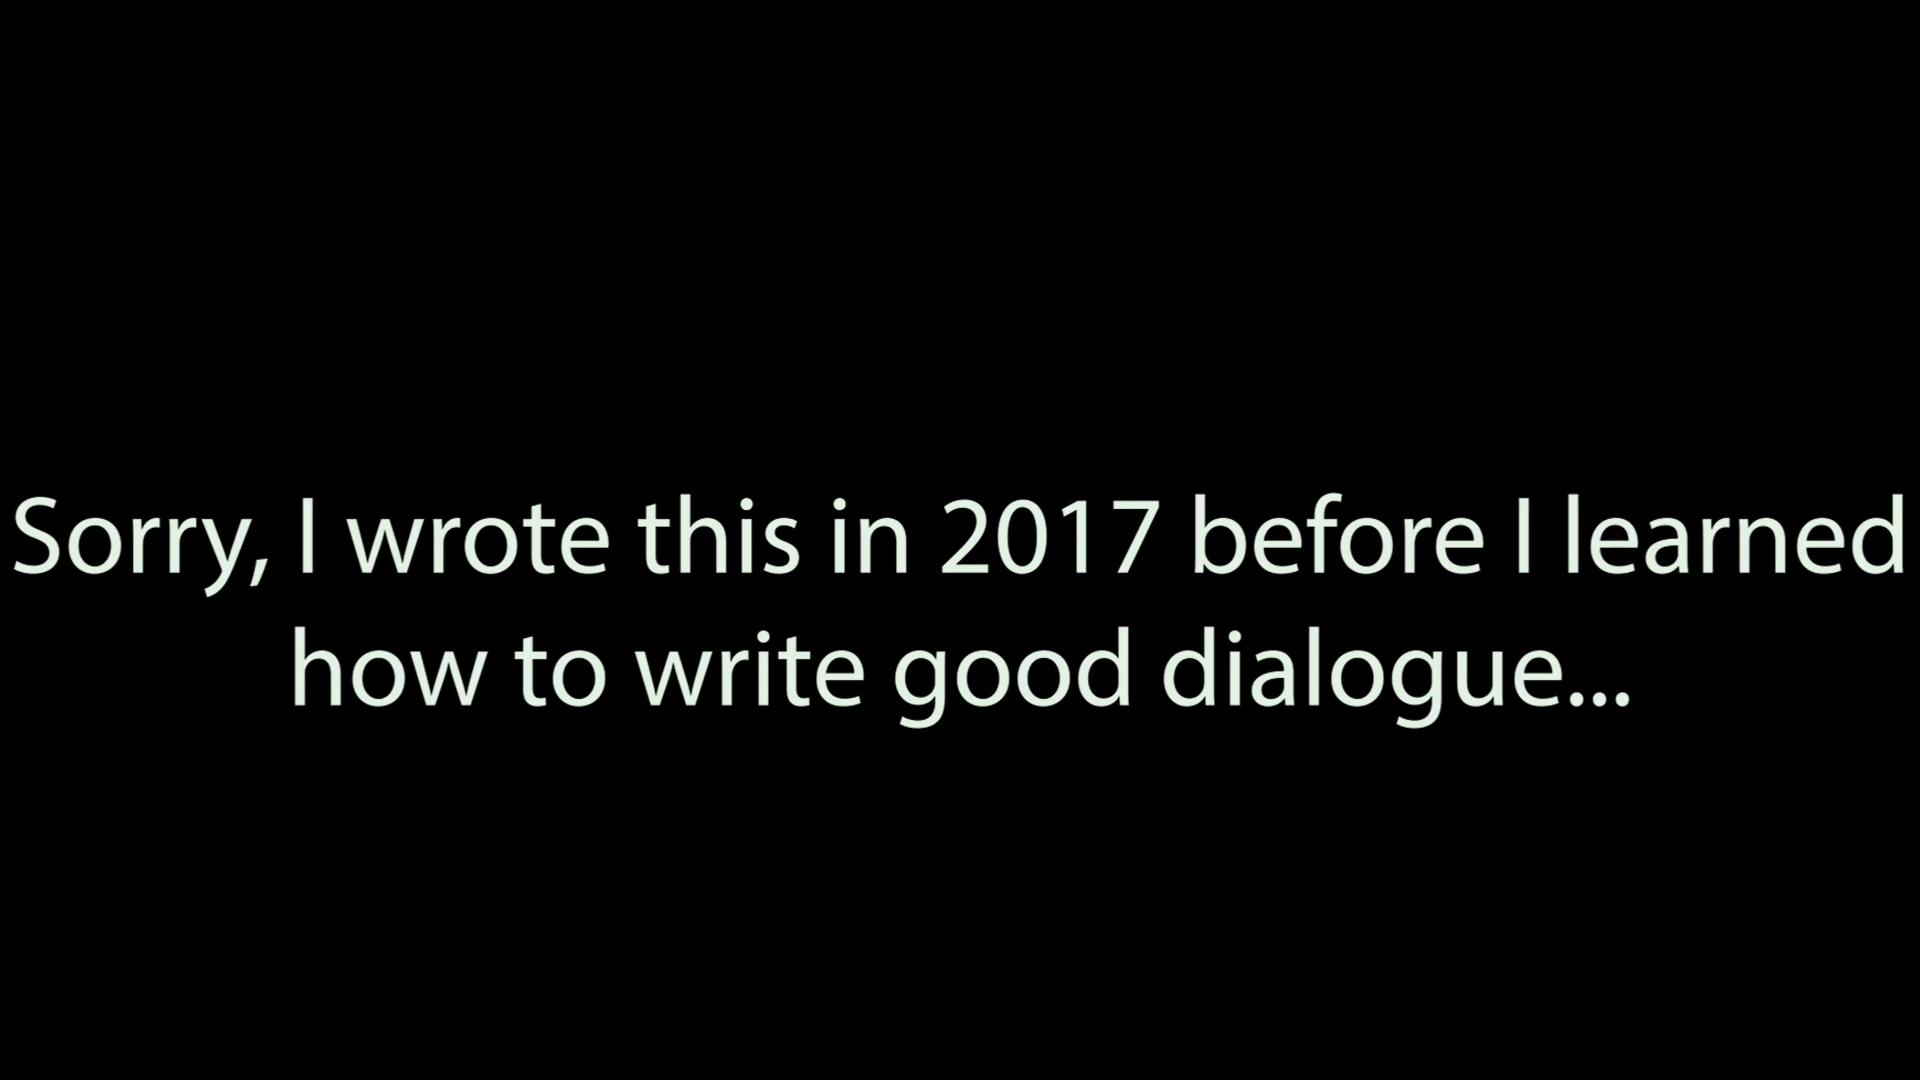 Sorry, I wrote this in 2017 before I learned
how to write good dialogue...